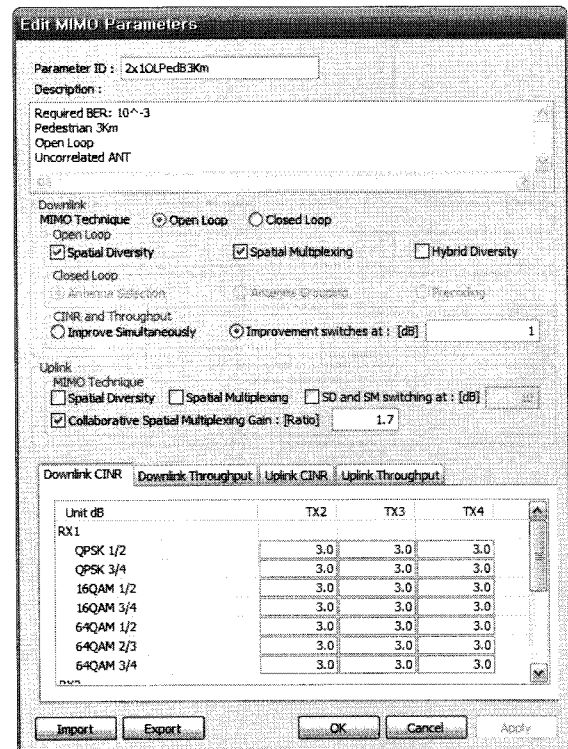 Edit MIMO Parameters
Parameter ID : 2x1OLPedB3Km
Description :
Required BER: 10^-3
Pedestrian 3Km
Open Loop
Uncorrelated ANT
Downlink
MIMO Technique Open Loop Closed Loop
Open Loop
Spatial Diversity Spatial Multiplexing Hybrid Diversity
Closed Loop
Antenna Selection Antenna Grouping Precoding
CINR and Throughput
Improve Simultaneously Improvement switches at : [dB] 1
Uplink
MIMO Technique
Spatial Diversity Spatial Multiplexing SD and SM switching at : [dB] 10
Collaborative Spatial Multiplexing Gain : [Ratio] 1.7
Downlink CINR Downlink Throughput Uplink CINR Uplink Throughput
Unit dB TX2 TX3 TX4
RX1
QPSK 1/2 3.0 3.0 3.0
QPSK 3/4 3.0 3.0 3.0
16QAM 1/2 3.0 3.0 3.0
16QAM 3/4 3.0 3.0 3.0
64QAM 1/2 3.0 3.0 3.0
64QAM 2/3 3.0 3.0 3.0
64QAM 3/4 3.0 3.0 3.0
RX2
Import Export OK Cancel Apply